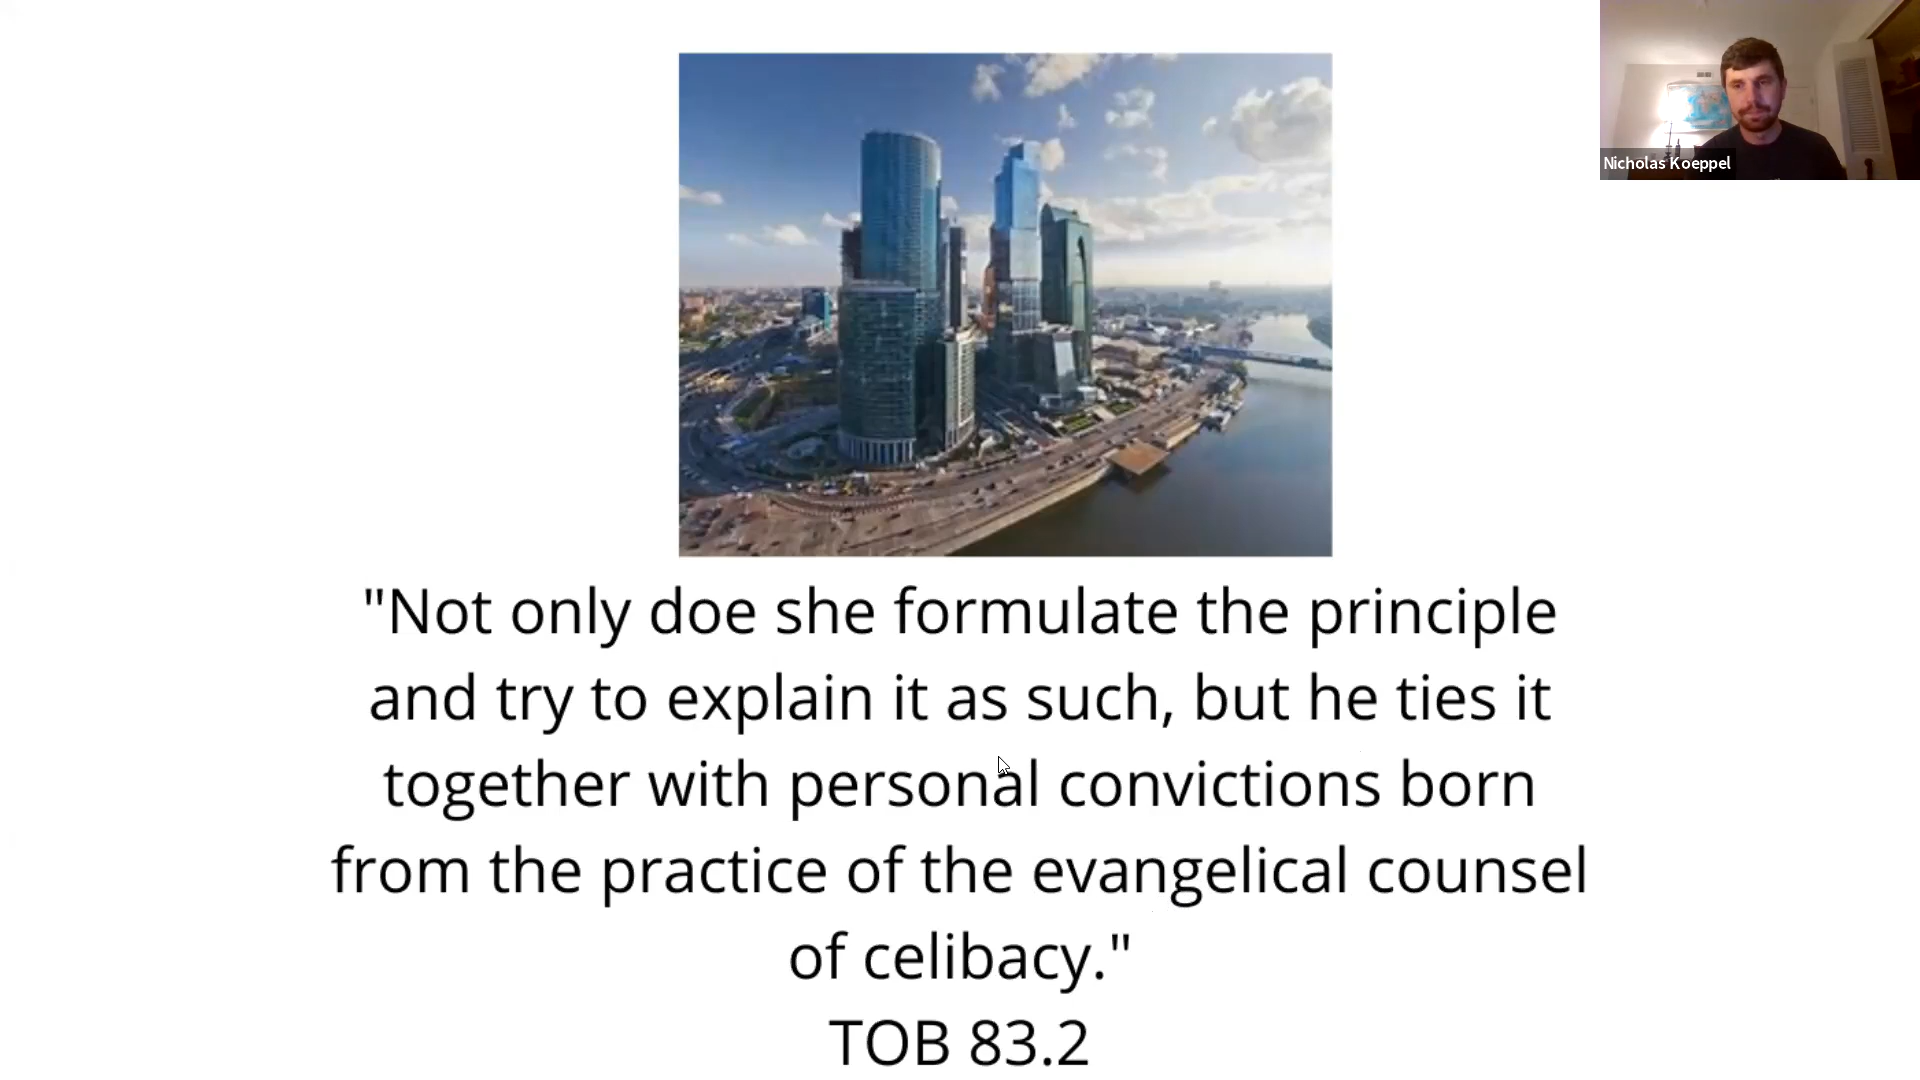 Nicholas Koeppel
"Not only doe she formulate the principle
and try to explain it as such, but he ties it
together with personal convictions born
from the practice of the evangelical counsel
of celibacy."
TOB 83.2